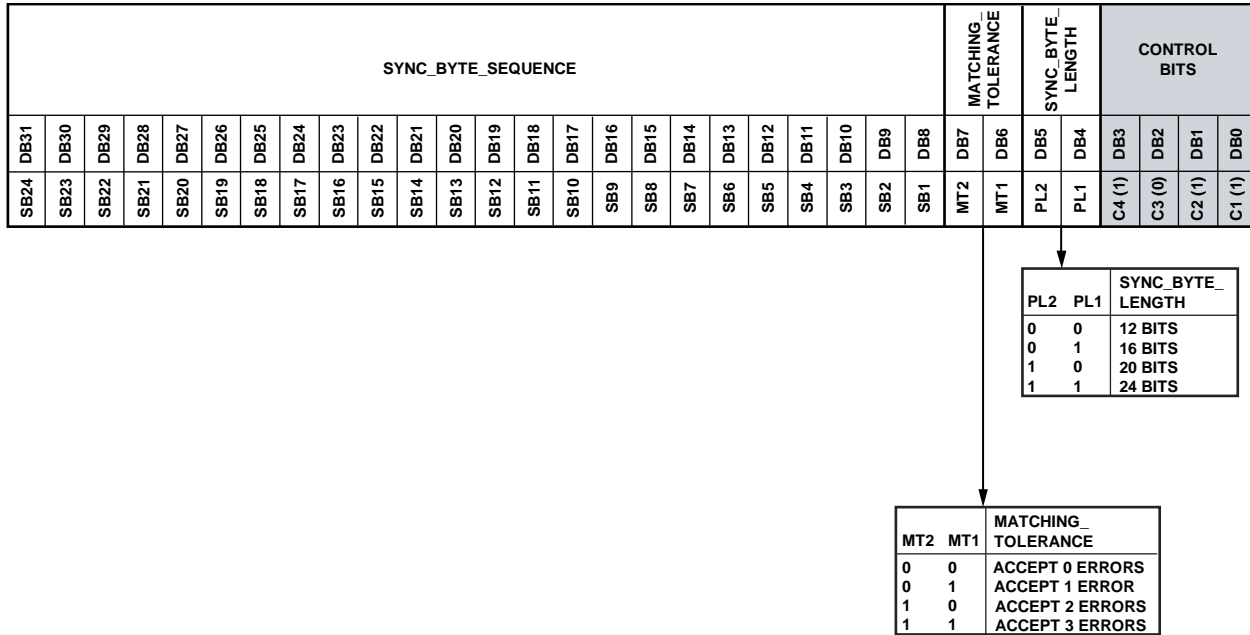 SYNC_BYTE_SEQUENCE
MATCHING_
TOLERANCE
SYNC_BYTE_
LENGTH
CONTROL
BITS
DB31 DB30 DB29 DB28 DB27 DB26 DB25 DB24 DB23 DB22 DB21 DB20 DB19 DB18 DB17 DB16 DB15 DB14 DB13 DB12 DB11 DB10 DB9 DB8 DB7 DB6 DB5 DB4 DB3 DB2 DB1 DB0
SB24 SB23 SB22 SB21 SB20 SB19 SB18 SB17 SB16 SB15 SB14 SB13 SB12 SB11 SB10 SB9 SB8 SB7 SB6 SB5 SB4 SB3 SB2 SB1 MT2 MT1 PL2 PL1 C4 (1) C3 (0) C2 (1) C1 (1)
SYNC_BYTE_
PL2 PL1 LENGTH
0 0 12 BITS
0 1 16 BITS
1 0 20 BITS
1 1 24 BITS
MATCHING_
MT2 MT1 TOLERANCE
0 0 ACCEPT 0 ERRORS
0 1 ACCEPT 1 ERROR
1 0 ACCEPT 2 ERRORS
1 1 ACCEPT 3 ERRORS